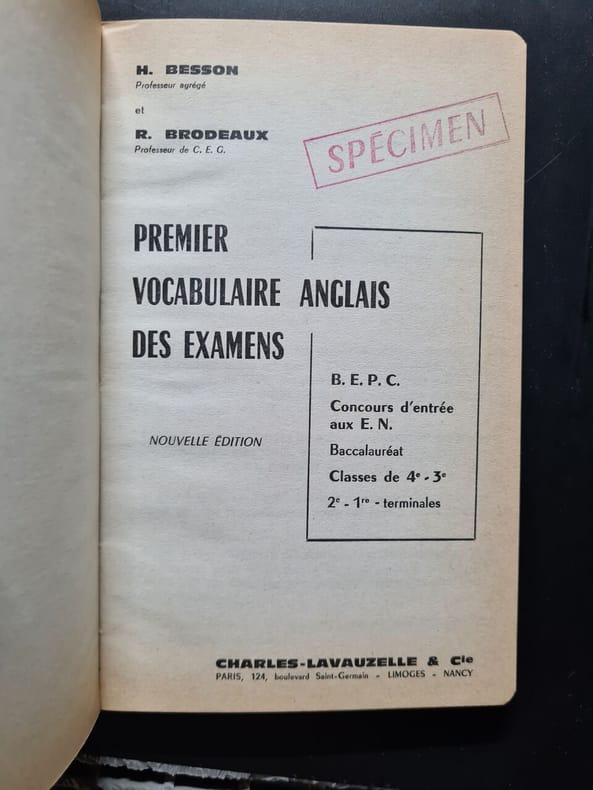 H. BESSON
Professeur agrégé
et
R. BRODEAUX
Professeur de C. E. G.
SPÉCIMEN
PREMIER
VOCABULAIRE ANGLAIS
DES EXAMENS
NOUVELLE ÉDITION
B. E. P. C.
Concours d'entrée
aux E. N.
Baccalauréat
Classes de 4e - 3e
2e - 1re - terminales
CHARLES-LAVAUZELLE & Cie
PARIS, 124, boulevard Saint-Germain - LIMOGES - NANCY